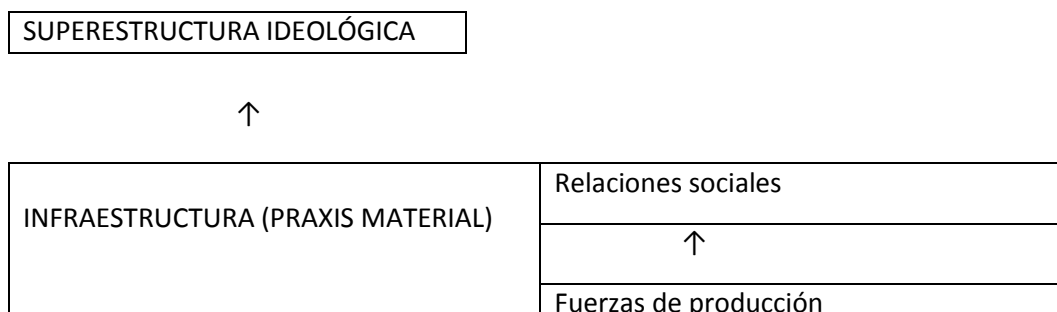 SUPERESTRUCTURA IDEOLÓGICA
↑
Relaciones sociales
INFRAESTRUCTURA (PRAXIS MATERIAL)
↑
Fuerzas de producción